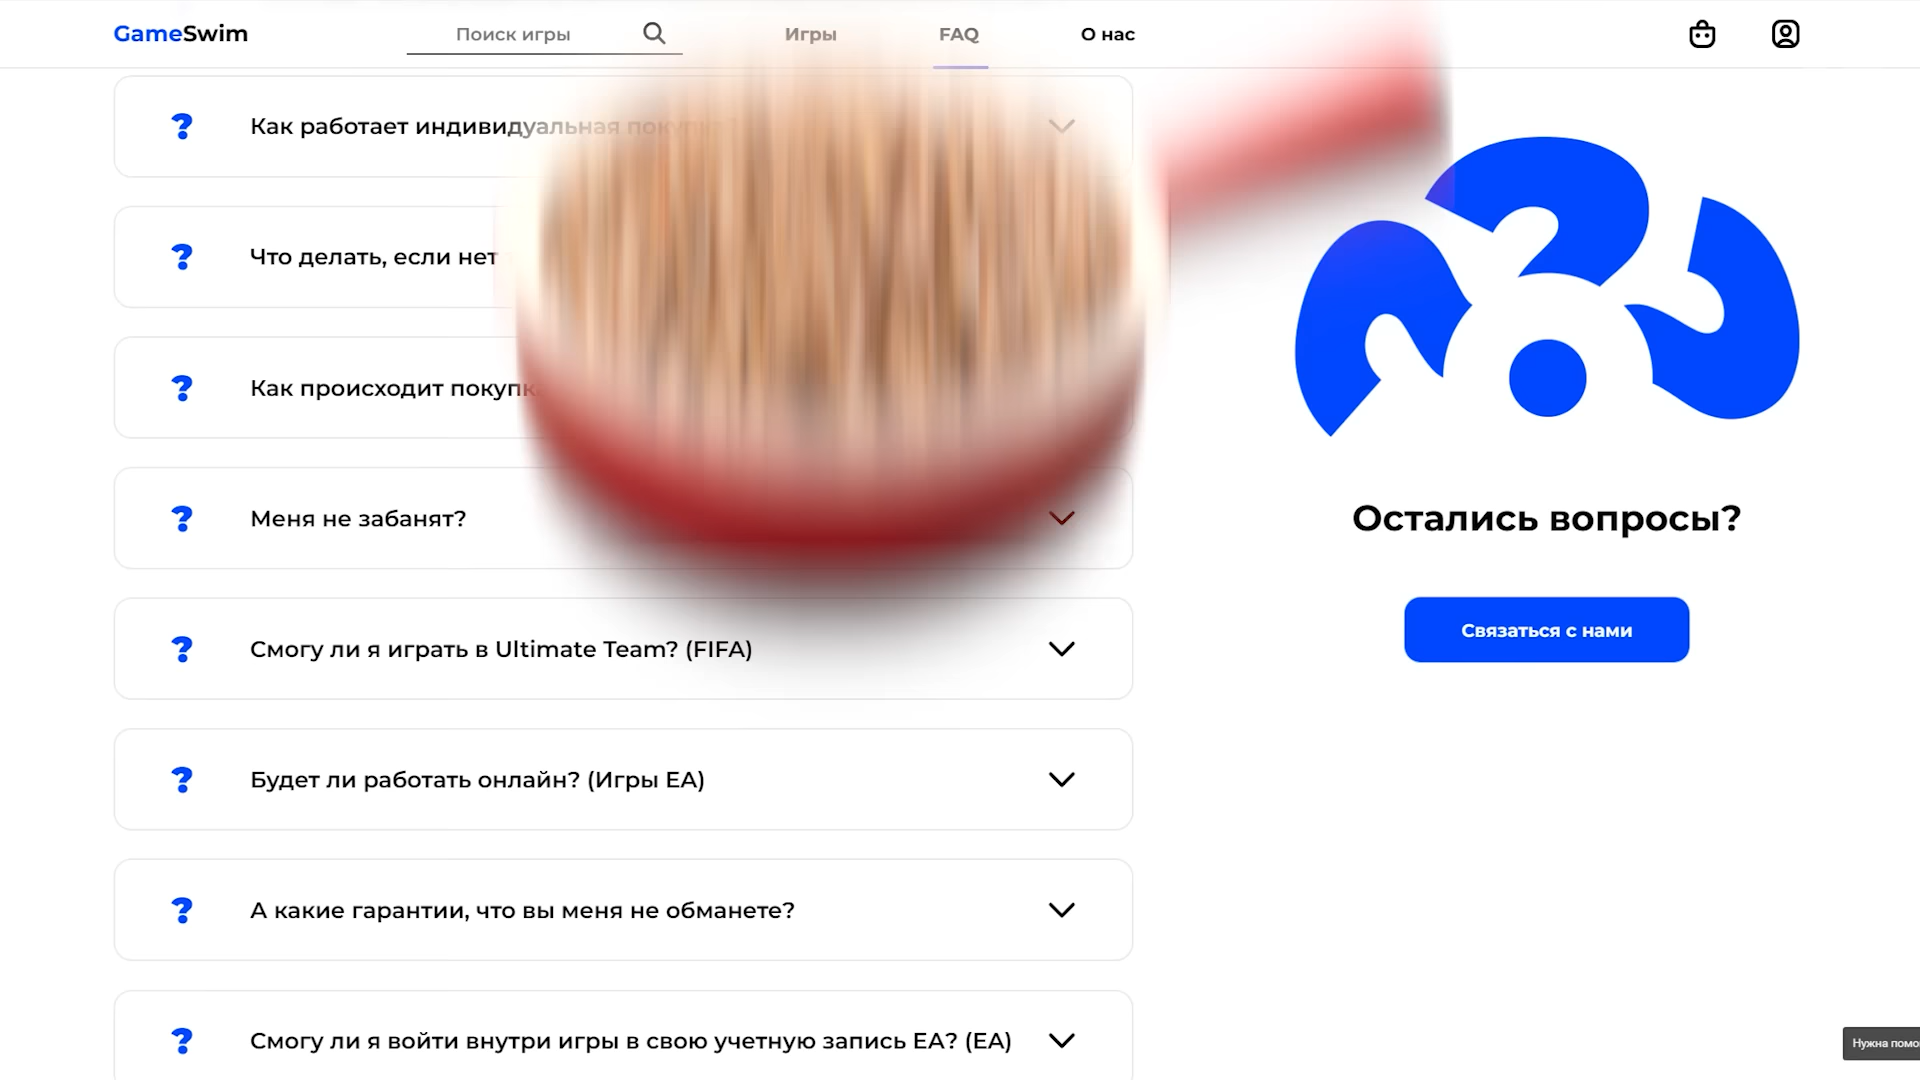 GameSwim
Поиск игры
Игры
FAQ
О нас
Как работает индивидуальная
Что делать, если нет
Как происходит
Меня не забанят?
Смогу ли я играть в Ultimate Team? (FIFA)
Будет ли работать онлайн? (Игры EA)
А какие гарантии, что вы меня не обманете?
Смогу ли я войти внутри игры в свою учетную запись EA? (EA)
Остались вопросы?
Связаться с нами
Нужна